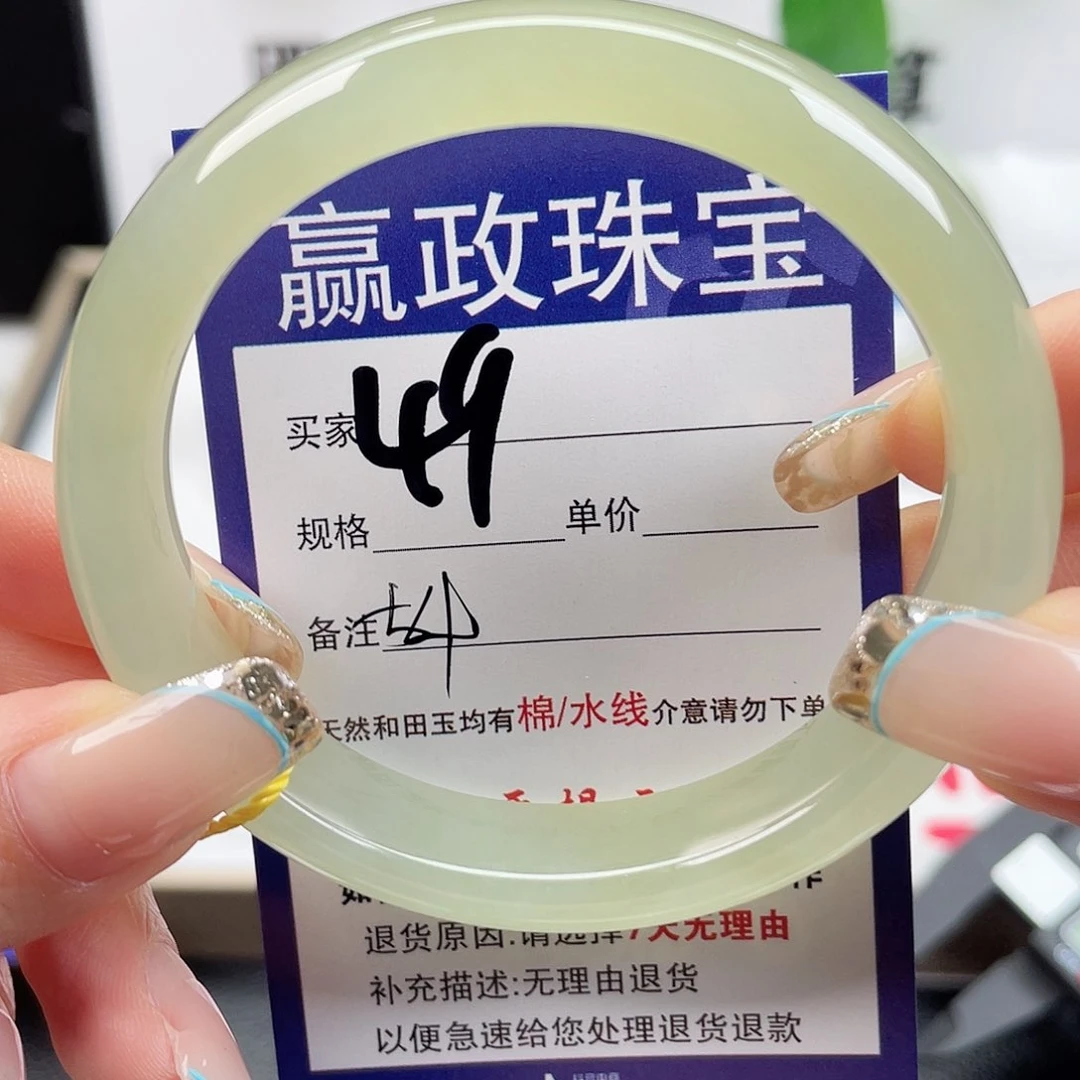 赢政珠宝
买家49
规格 单价
备注
天然和田玉均有棉/水线介意请勿下单
退货原因:请选择7天无理由
补充描述:无理由退货
以便急速给您处理退货退款